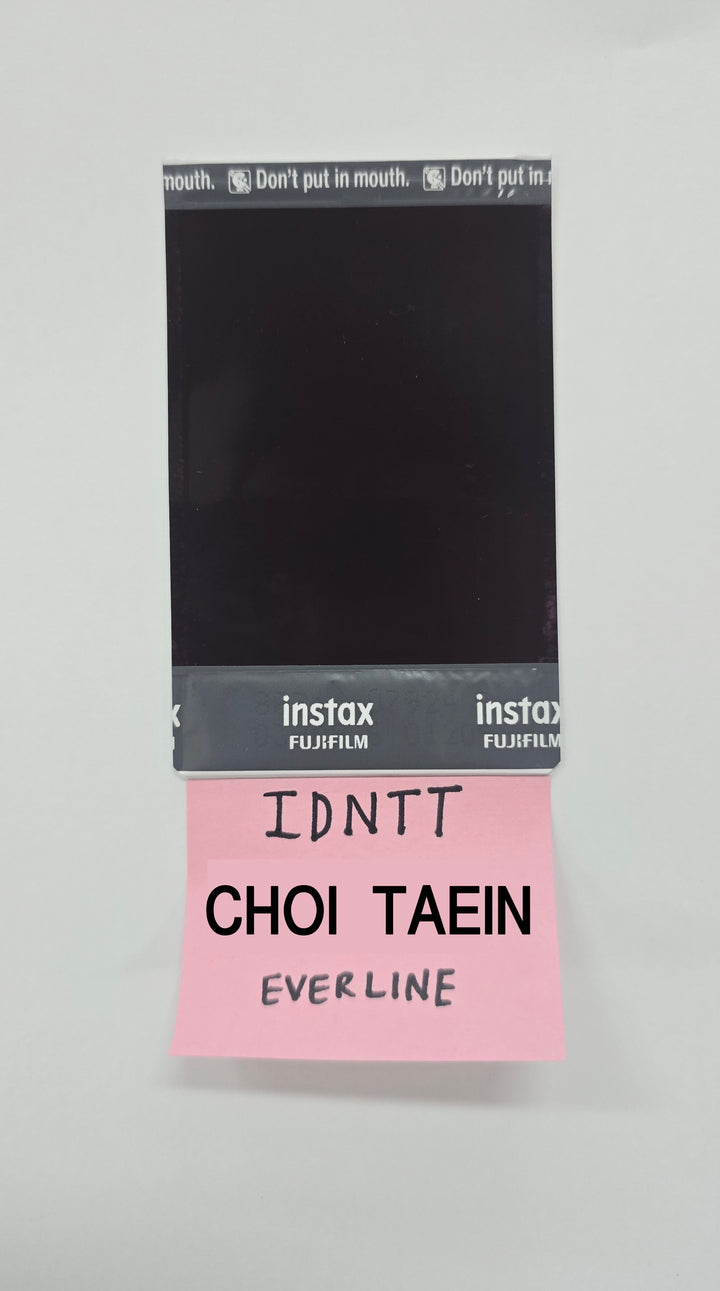 mouth. Don't put in mouth. Don't put in
instax instax
FUJIFILM FUJIFILM
IDNTT
CHOI TAEIN
EVERLINE